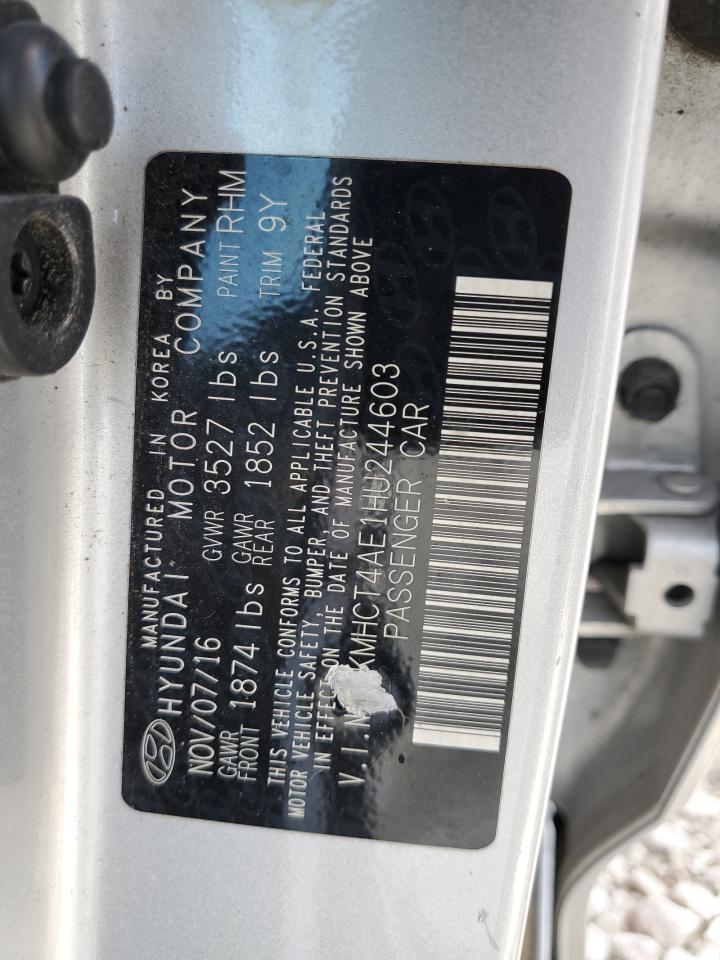 MANUFACTURED IN KOREA BY
HYUNDAI MOTOR COMPANY
NOV/07/16 GVWR 3527 lbs PAINT RHM
GAWR FRONT 1874 lbs GAWR REAR 1852 lbs TRIM 9Y
THIS VEHICLE CONFORMS TO ALL APPLICABLE U.S.A. FEDERAL
MOTOR VEHICLE SAFETY, BUMPER, AND THEFT PREVENTION STANDARDS
IN EFFECT ON THE DATE OF MANUFACTURE SHOWN ABOVE
V.I.N KMHCT4AE1HU244603
PASSENGER CAR